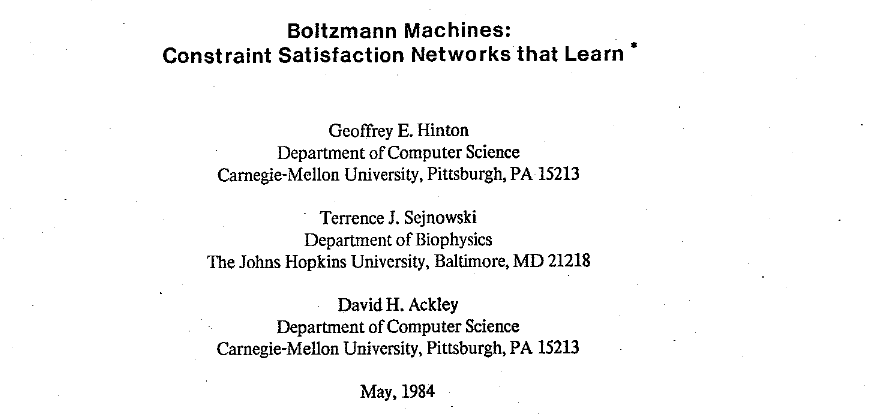 Boltzmann Machines:
Constraint Satisfaction Networks that Learn *
Geoffrey E. Hinton
Department of Computer Science
Carnegie-Mellon University, Pittsburgh, PA 15213
Terrence J. Sejnowski
Department of Biophysics
The Johns Hopkins University, Baltimore, MD 21218
David H. Ackley
Department of Computer Science
Carnegie-Mellon University, Pittsburgh, PA 15213
May, 1984